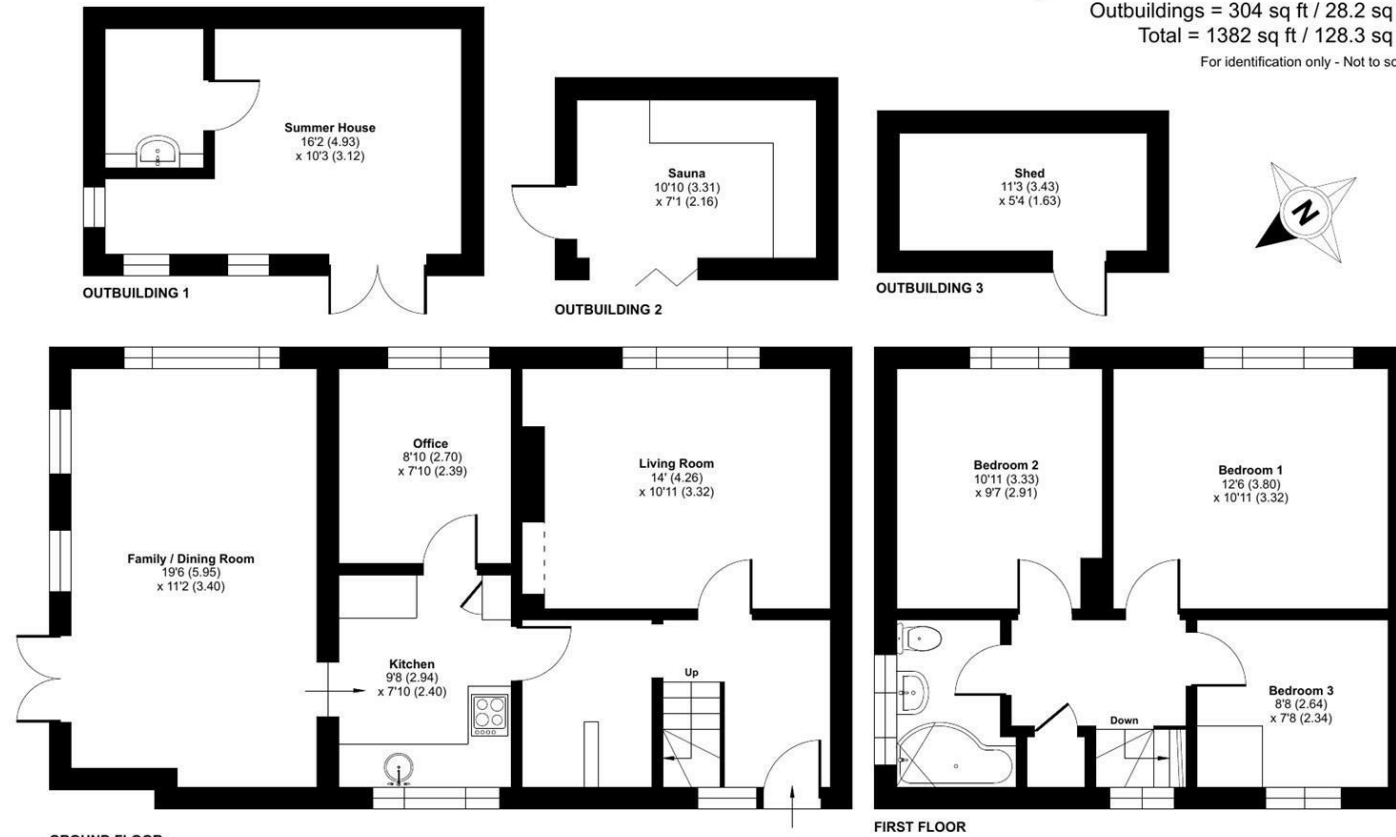 Outbuildings = 304 sq ft / 28.2 sq
Total = 1382 sq ft / 128.3 sq
For identification only - Not to sc
Summer House
16'2 (4.93)
x 10'3 (3.12)
OUTBUILDING 1
Sauna
10'10 (3.31)
x 7'1 (2.16)
OUTBUILDING 2
Shed
11'3 (3.43)
x 5'4 (1.63)
OUTBUILDING 3
N
Family / Dining Room
19'6 (5.95)
x 11'2 (3.40)
Office
8'10 (2.70)
x 7'10 (2.39)
Kitchen
9'8 (2.94)
x 7'10 (2.40)
Living Room
14' (4.26)
x 10'11 (3.32)
Up
GROUND FLOOR
Bedroom 2
10'11 (3.33)
x 9'7 (2.91)
Bedroom 1
12'6 (3.80)
x 10'11 (3.32)
Bedroom 3
8'8 (2.64)
x 7'8 (2.34)
Down
FIRST FLOOR